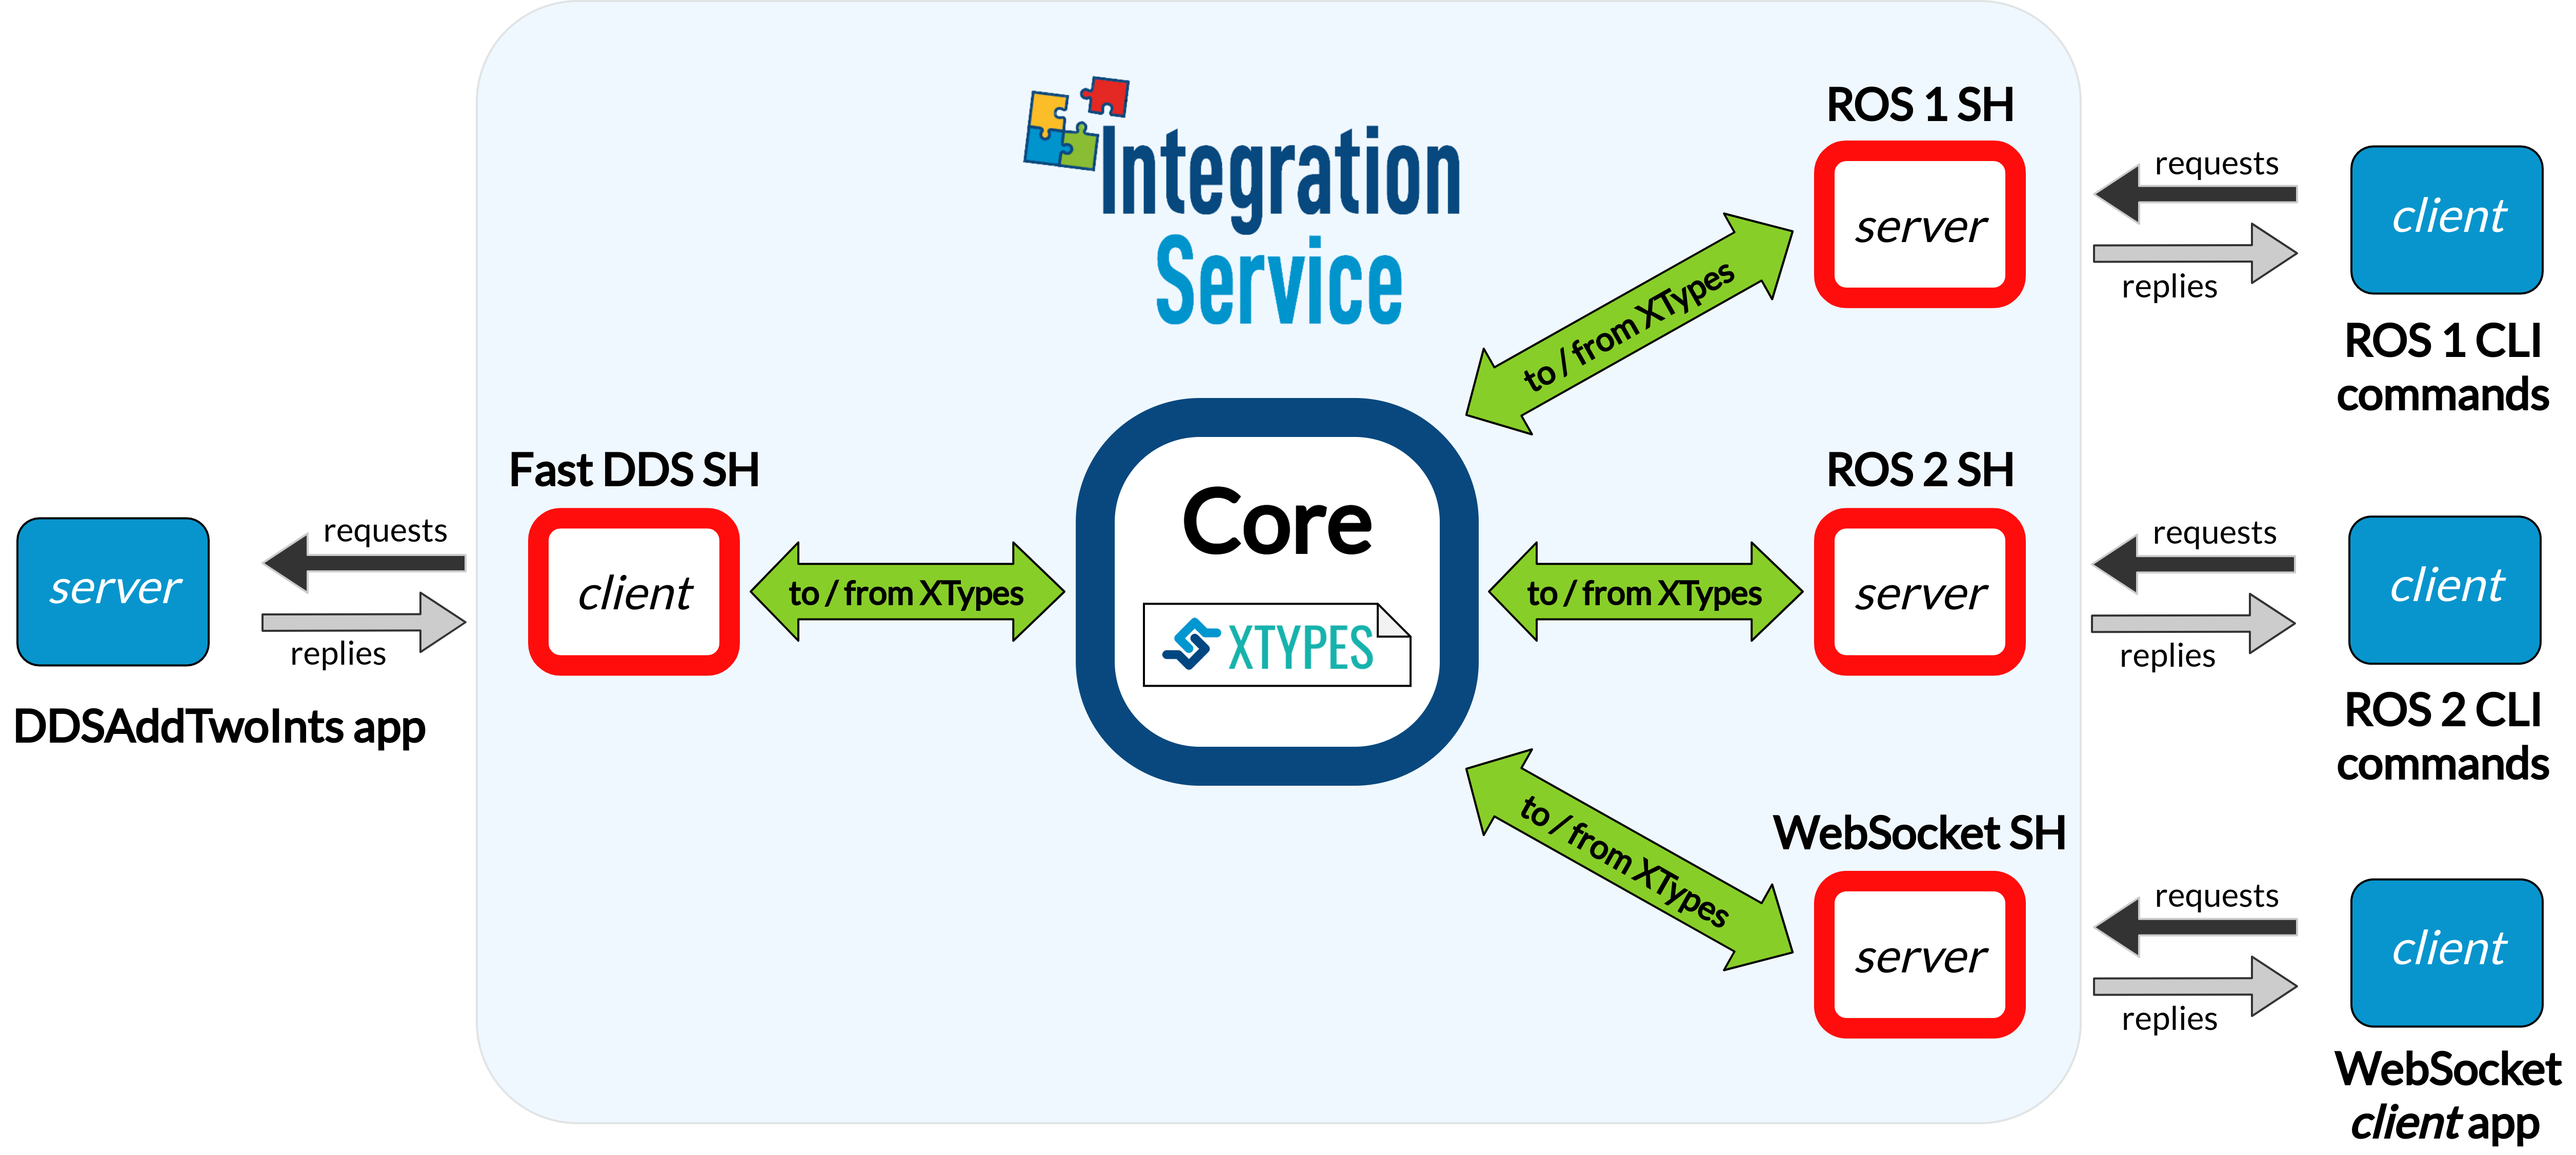 Integration
Service
ROS 1 SH
server
requests
replies
client
ROS 1 CLI
commands
to / from XTypes
Fast DDS SH
client
requests
replies
server
DDSAddTwoInts app
to / from XTypes
Core
XTYPES
to / from XTypes
ROS 2 SH
server
requests
replies
client
ROS 2 CLI
commands
to / from XTypes
WebSocket SH
server
requests
replies
client
WebSocket
client app